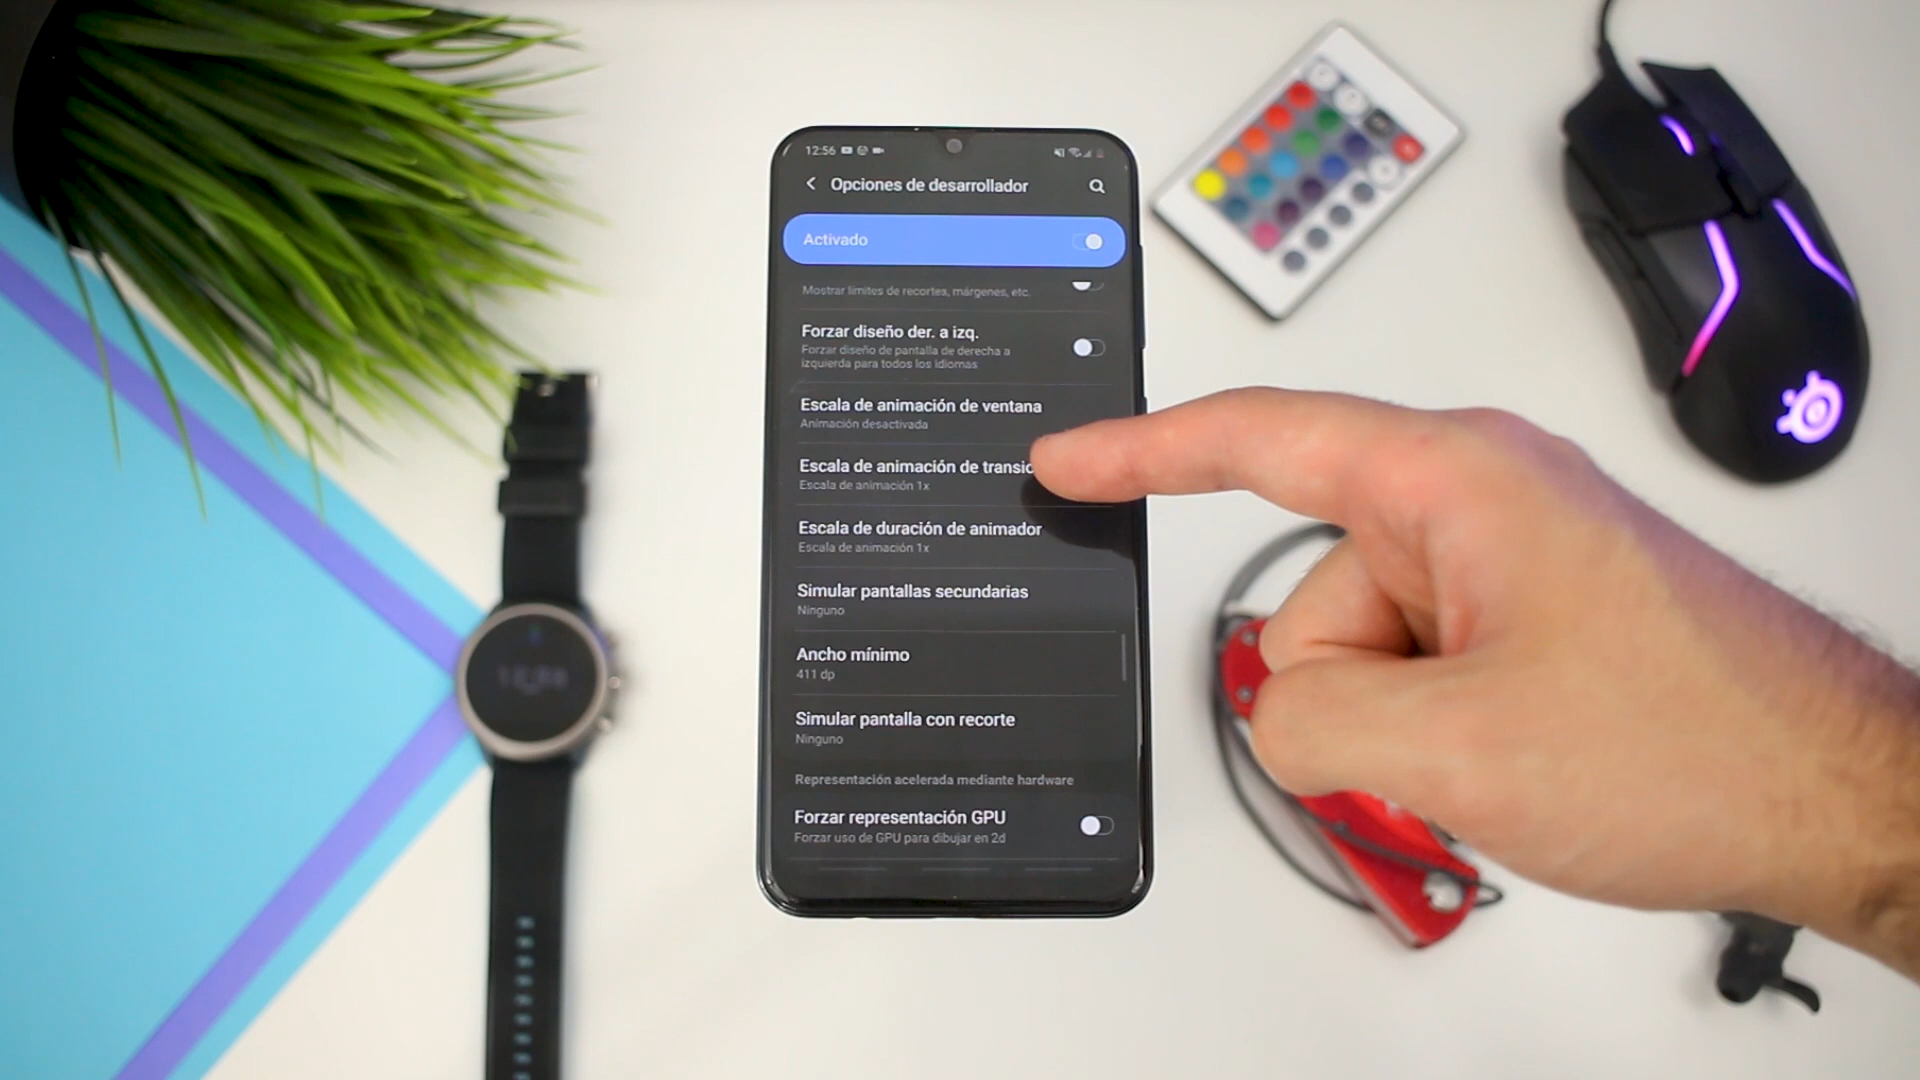 12:56
Opciones de desarrollador
Activado
Mostrar límites de recortes, márgenes, etc.
Forzar diseño der. a izq.
Forzar diseño de pantalla de derecha a
izquierda para todos los idiomas
Escala de animación de ventana
Animación desactivada
Escala de animación de transic
Escala de animación 1x
Escala de duración de animador
Escala de animación 1x
Simular pantallas secundarias
Ninguno
Ancho mínimo
411 dp
Simular pantalla con recorte
Ninguno
Representación acelerada mediante hardware
Forzar representación GPU
Forzar uso de GPU para dibujar en 2d